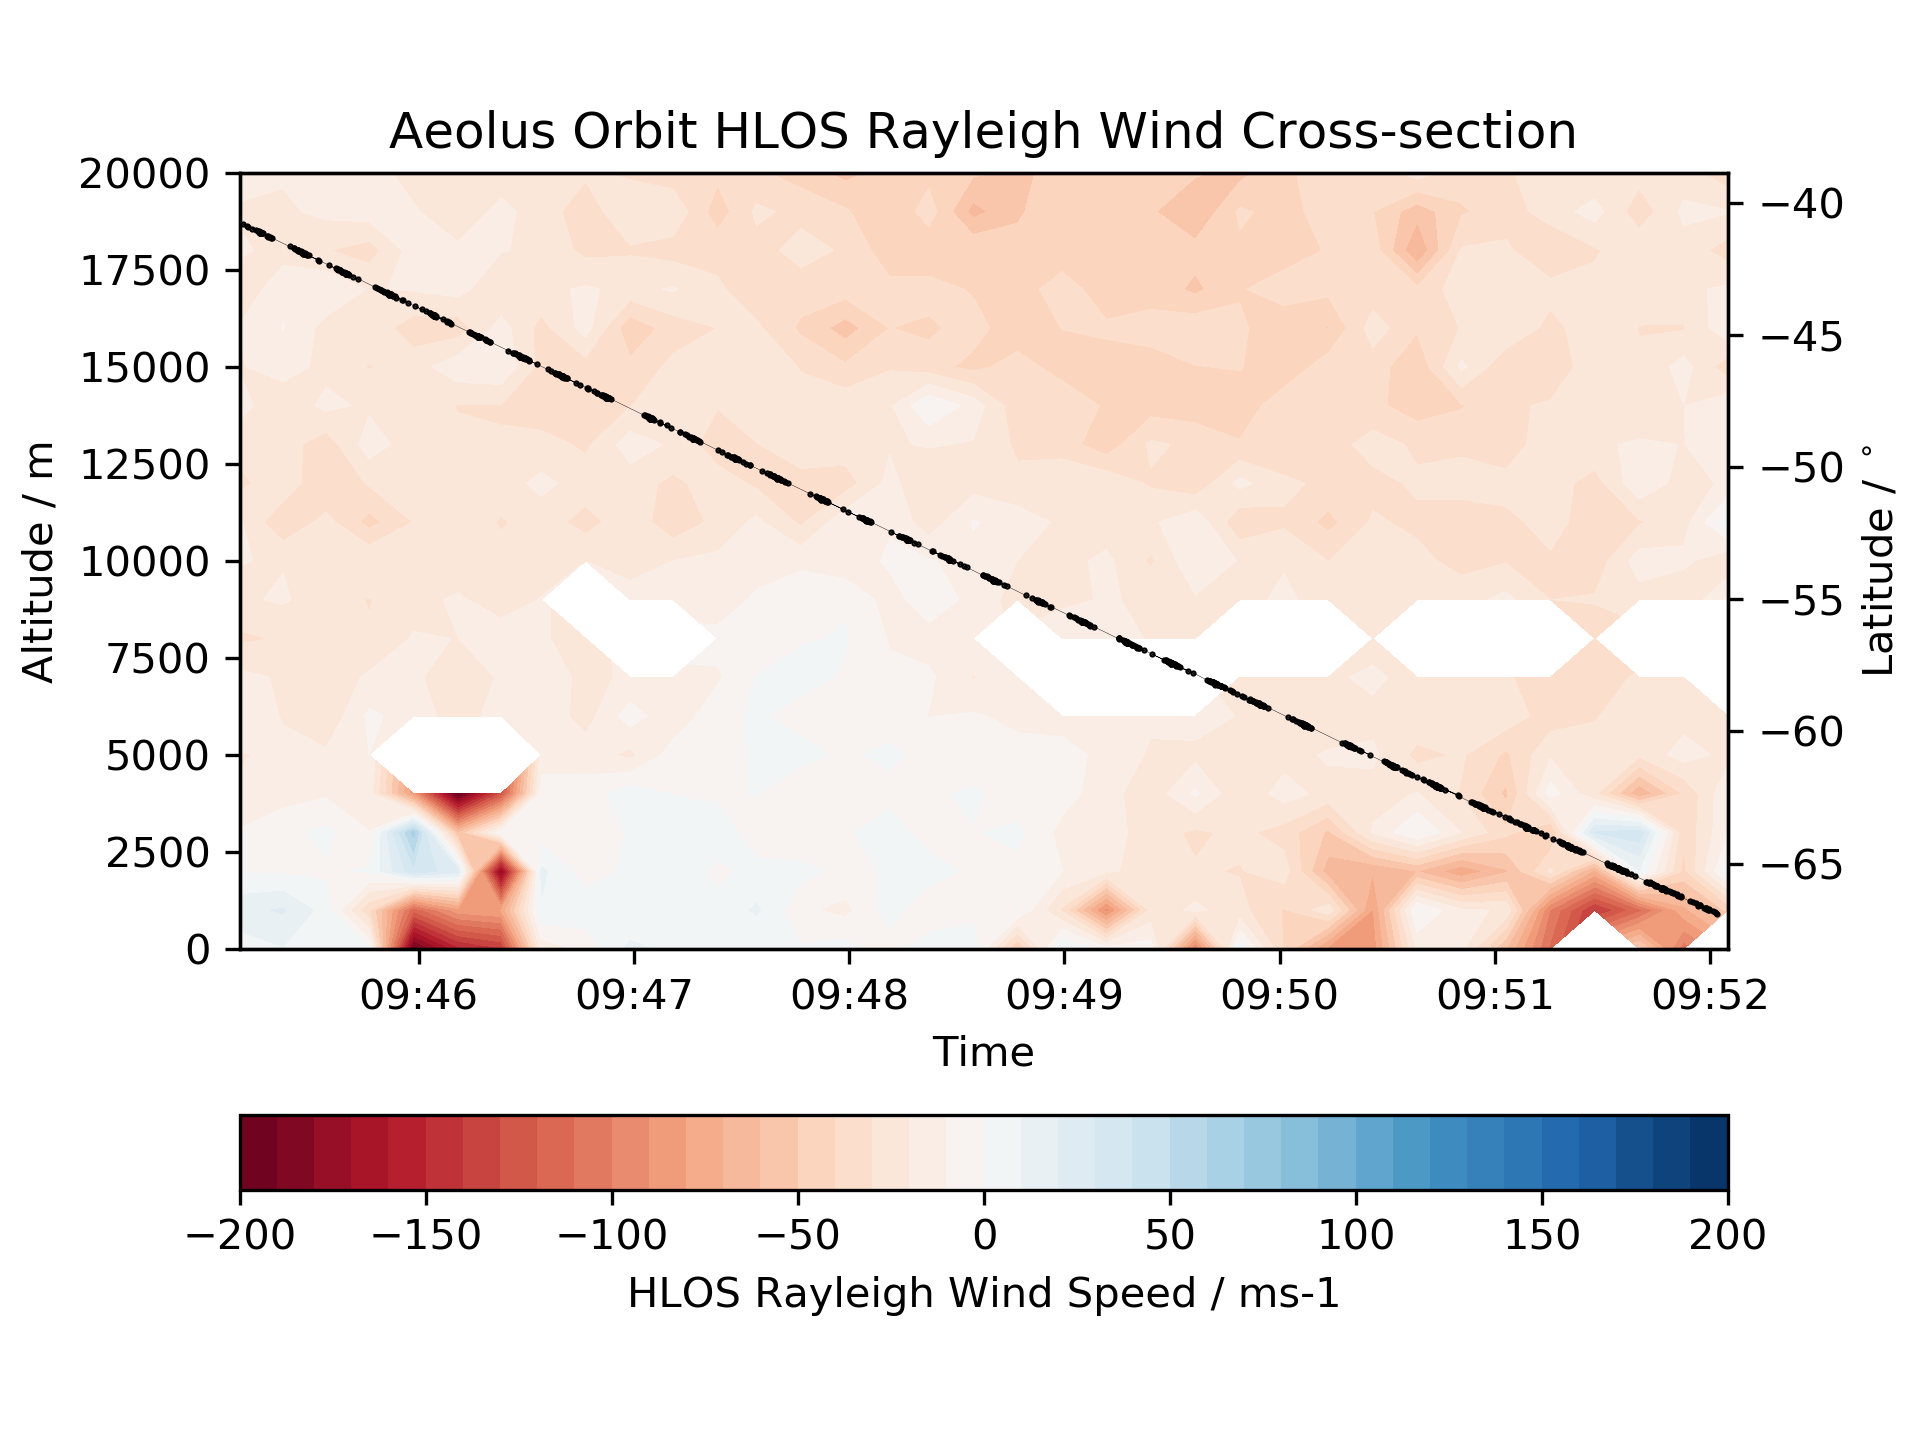 Aeolus Orbit HLOS Rayleigh Wind Cross-section
20000
17500
15000
12500
10000
7500
5000
2500
0
Altitude / m
−40
−45
−50
−55
−60
−65
Latitude / °
09:46 09:47 09:48 09:49 09:50 09:51 09:52
Time
−200 −150 −100 −50 0 50 100 150 200
HLOS Rayleigh Wind Speed / ms-1